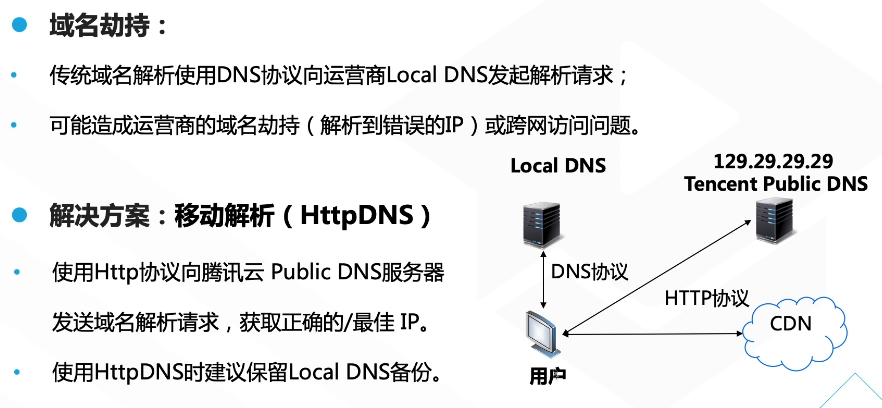 域名劫持：
传统域名解析使用DNS协议向运营商Local DNS发起解析请求；
可能造成运营商的域名劫持（解析到错误的IP）或跨网访问问题。
解决方案：移动解析（HttpDNS）
使用Http协议向腾讯云 Public DNS服务器
发送域名解析请求，获取正确的/最佳 IP。
使用HttpDNS时建议保留Local DNS备份。
Local DNS
129.29.29.29
Tencent Public DNS
DNS协议
HTTP协议
CDN
用户